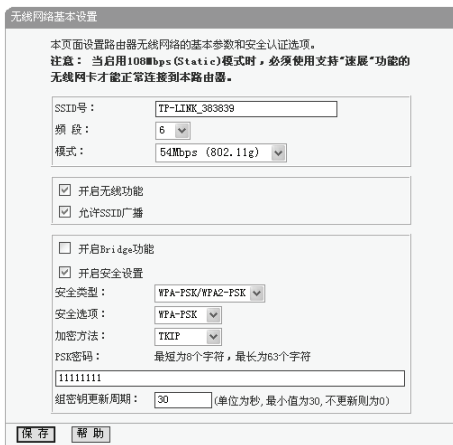 无线网络基本设置
本页面设置路由器无线网络的基本参数和安全认证选项。
注意： 当启用108Mbps(Static)模式时，必须使用支持“速展”功能的
无线网卡才能正常连接到本路由器。
SSID号： TP-LINK_383839
频 段： 6
模式： 54Mbps (802.11g)
开启无线功能
允许SSID广播
开启Bridge功能
开启安全设置
安全类型： WPA-PSK/WPA2-PSK
安全选项： WPA-PSK
加密方法： TKIP
PSK密码： 最短为8个字符，最长为63个字符
11111111
组密钥更新周期： 30 (单位为秒,最小值为30,不更新则为0)
保 存 帮 助